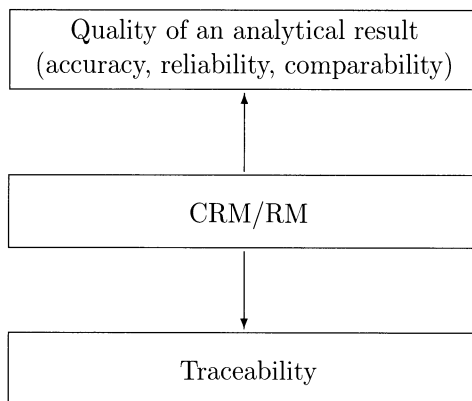 Quality of an analytical result
(accuracy, reliability, comparability)
CRM/RM
Traceability